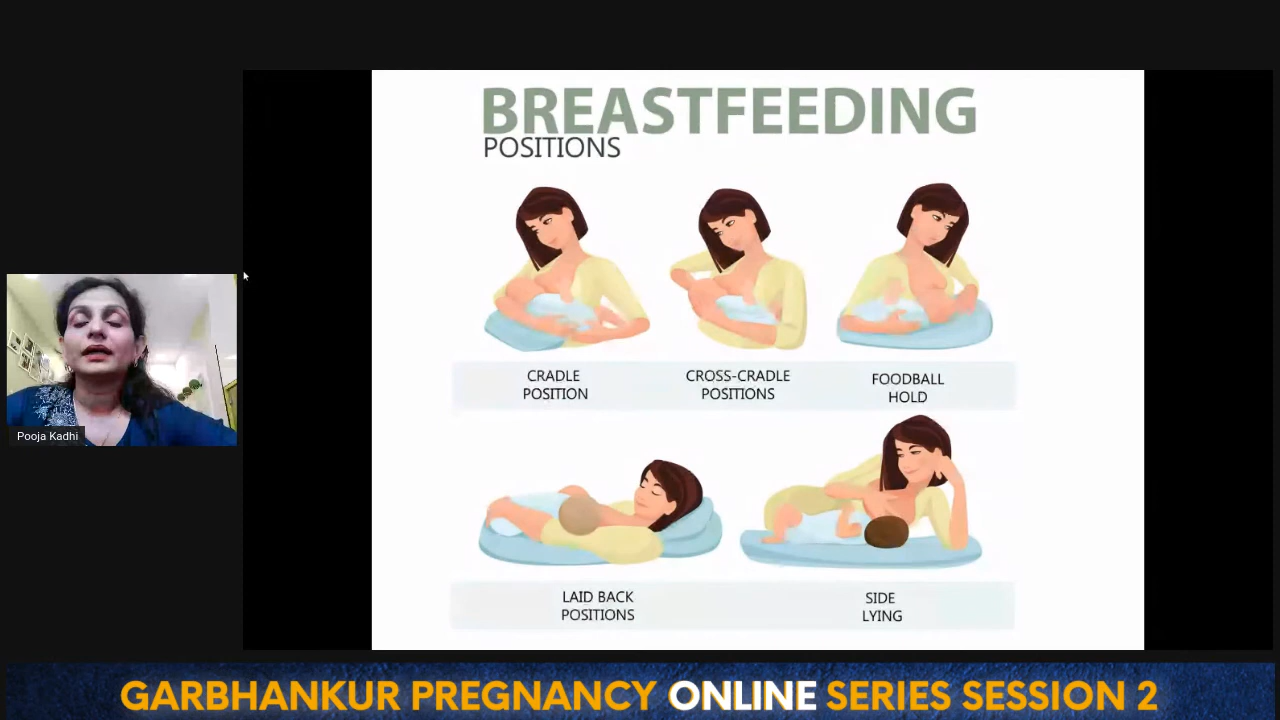 BREASTFEEDING
POSITIONS
CRADLE
POSITION
CROSS-CRADLE
POSITIONS
FOODBALL
HOLD
LAID BACK
POSITIONS
SIDE
LYING
Pooja Kadhi
GARBHANKUR PREGNANCY ONLINE SERIES SESSION 2